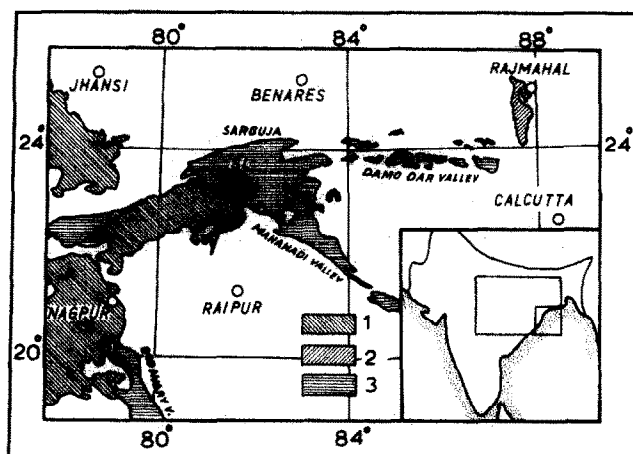 80° 84° 88°
JHANSI
RAJMAHAL
BENARES
SARGUJA
24° 24°
DAMO DAR VALLEY
CALCUTTA
MAHANADI VALLEY
NAGPUR
RAIPUR
1
2
20°
3
80° 84° 88°